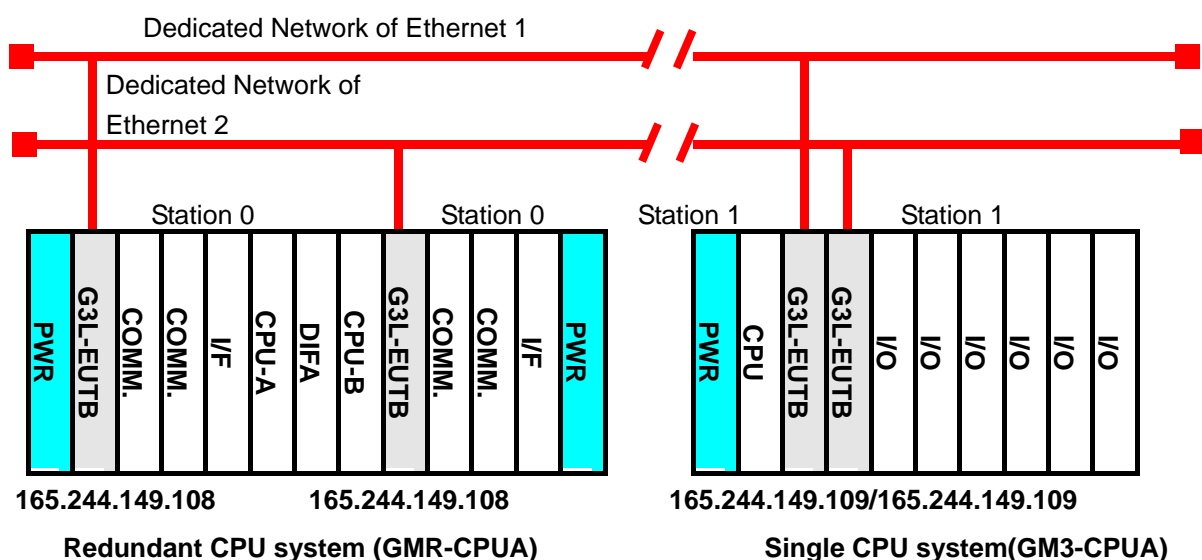 Dedicated Network of Ethernet 1
Dedicated Network of
Ethernet 2
Station 0
Station 0
Station 1
Station 1
PWR
G3L-EUTB
COMM.
COMM.
I/F
CPU-A
DIFA
CPU-B
G3L-EUTB
COMM.
COMM.
I/F
PWR
PWR
CPU
G3L-EUTB
G3L-EUTB
I/O
I/O
I/O
I/O
I/O
I/O
165.244.149.108
165.244.149.108
165.244.149.109/165.244.149.109
Redundant CPU system (GMR-CPUA)
Single CPU system(GM3-CPUA)